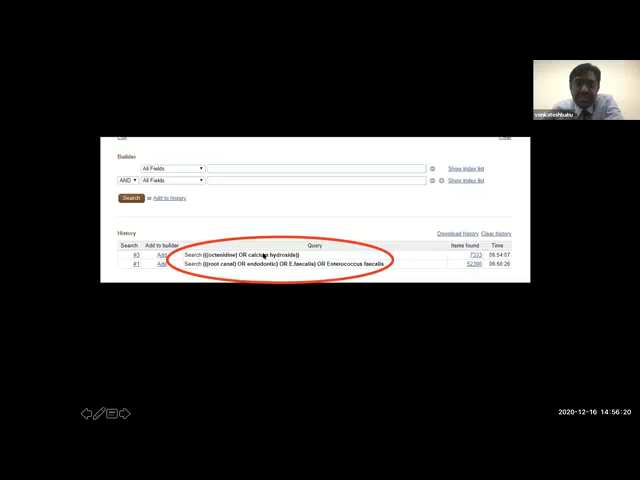 venkateshbabu
Clear
Builder
All Fields
Show index list
AND
All Fields
Show index list
Search or Add to history
History
Download history Clear history
Search Add to builder Query Items found Time
#3 Add Search (((octenidine) OR calcium hydroxide)) 7333 06:54:07
#1 Add Search (((root canal) OR endodontic) OR E.faecalis) OR Enterococcus faecalis 52390 06:50:26
2020-12-16 14:56:20